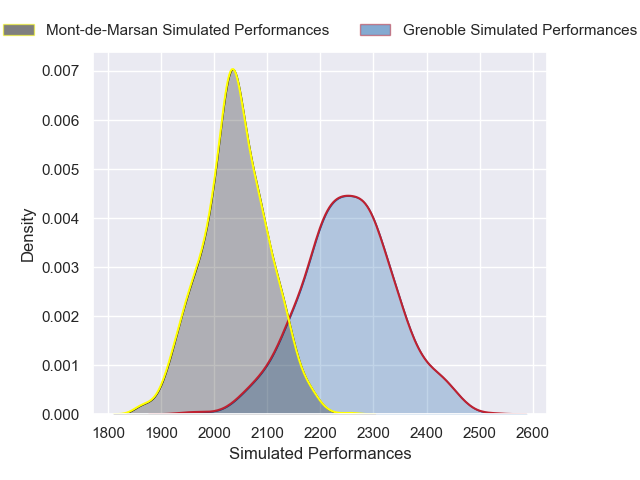 Mont-de-Marsan Simulated Performances
Grenoble Simulated Performances
0.007
0.006
0.005
0.004
0.003
0.002
0.001
0.000
Density
1800 1900 2000 2100 2200 2300 2400 2500 2600
Simulated Performances